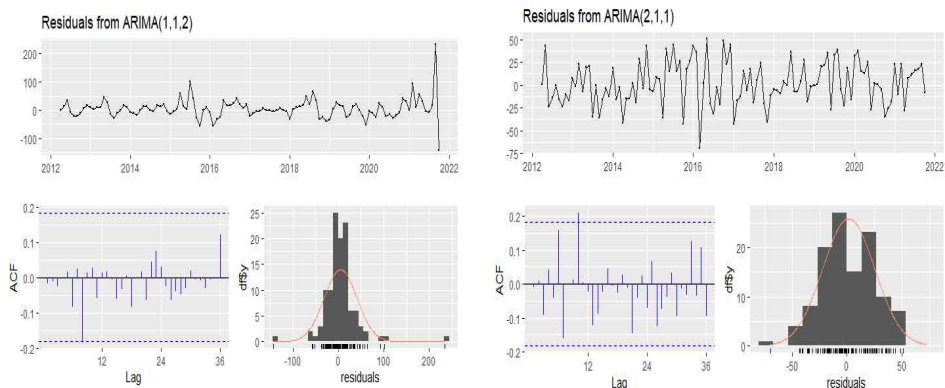 Residuals from ARIMA(1,1,2)
200
100
0
-100
2012 2014 2016 2018 2020 2022
0.2
0.1
0.0
-0.1
-0.2
ACF
12 24 36
Lag
25
20
15
10
5
0
df$y
-100 0 100 200
residuals
Residuals from ARIMA(2,1,1)
50
25
0
-25
-50
-75
2012 2014 2016 2018 2020 2022
0.2
0.1
0.0
-0.1
-0.2
ACF
12 24 36
Lag
20
10
0
df$y
-50 0 50
residuals